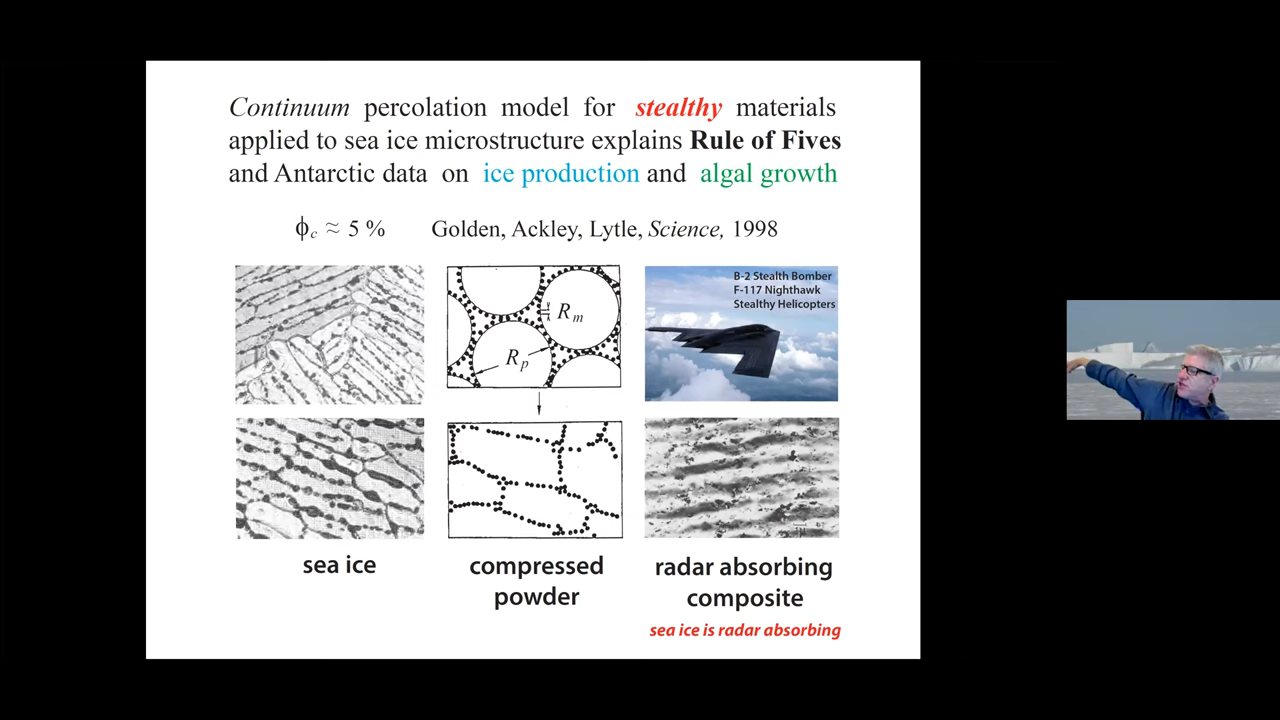 Continuum percolation model for stealthy materials
applied to sea ice microstructure explains Rule of Fives
and Antarctic data on ice production and algal growth
ϕc ≈ 5 % Golden, Ackley, Lytle, Science, 1998
B-2 Stealth Bomber
F-117 Nighthawk
Stealthy Helicopters
Rm
Rp
sea ice
compressed
powder
radar absorbing
composite
sea ice is radar absorbing